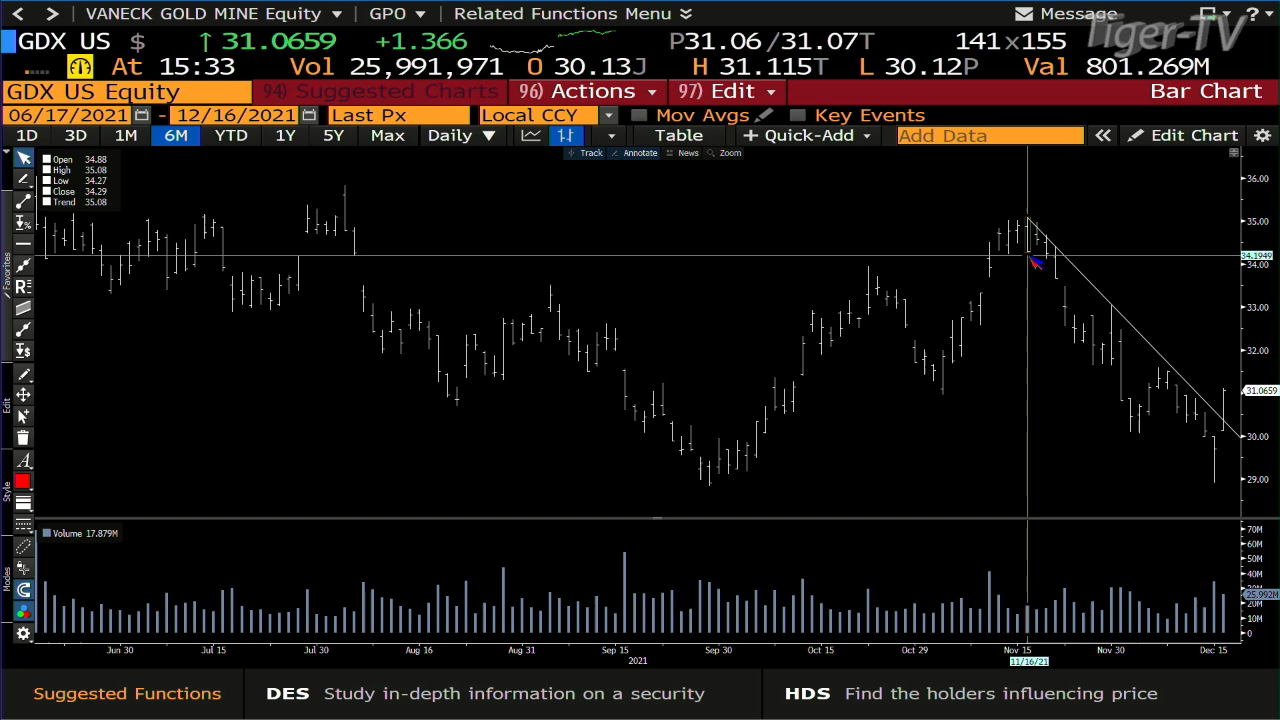 < > VANECK GOLD MINE Equity GPO Related Functions Menu Message ?
Tiger-TV
GDX US $ ↑ 31.0659 +1.366 P31.06 /31.07T 141x155
At 15:33 Vol 25,991,971 O 30.13J H 31.115T L 30.12P Val 801.269M
GDX US Equity 94) Suggested Charts 96) Actions 97) Edit Bar Chart
06/17/2021 - 12/16/2021 Last Px Local CCY Mov Avgs Key Events
1D 3D 1M 6M YTD 1Y 5Y Max Daily ▼ Table + Quick-Add Add Data « Edit Chart
Track Annotate News Zoom
Open 34.88
High 35.08
Low 34.27
Close 34.29
Trend 35.08
36.00
35.00
34.1949
34.00
33.00
32.00
31.0659
30.00
29.00
Favorites
Edit
Style
Modes
Volume 17.879M
70M
60M
50M
40M
30M
25.992M
20M
10M
0
Jun 30 Jul 15 Jul 30 Aug 16 Aug 31 Sep 15 Sep 30 Oct 15 Oct 29 Nov 15 Nov 30 Dec 15
2021 11/16/21
Suggested Functions DES Study in-depth information on a security HDS Find the holders influencing price